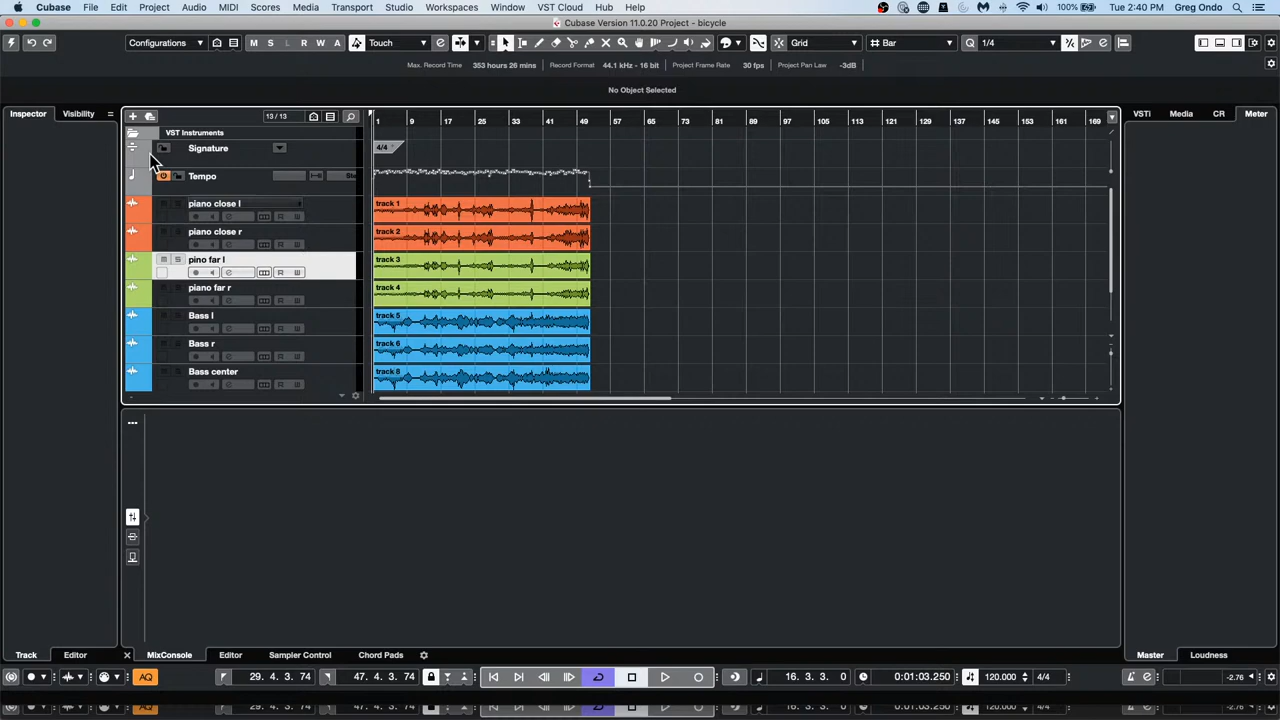 Cubase File Edit Project Audio MIDI Scores Media Transport Studio Workspaces Window VST Cloud Hub Help 100% Tue 2:40 PM Greg Ondo
Cubase Version 11.0.20 Project - bicycle
Configurations M S L R W A Touch Grid Bar Q 1/4
Max. Record Time 353 hours 26 mins Record Format 44.1 kHz - 16 bit Project Frame Rate 30 fps Project Pan Law -3dB
No Object Selected
Inspector Visibility 13 / 13 1 9 17 25 33 41 49 57 65 73 81 89 97 105 113 121 129 137 145 153 161 169 VSTi Media CR Meter
VST Instruments
Signature 4/4
Tempo
piano close l track 1
piano close r track 2
pino far l track 3
piano far r track 4
Bass l track 5
Bass r track 6
Bass center track 8
Track Editor MixConsole Editor Sampler Control Chord Pads Master Loudness
AQ 29. 4. 3. 74 47. 4. 3. 74 16. 3. 3. 0 0:01:03.250 120.000 4/4 -2.76